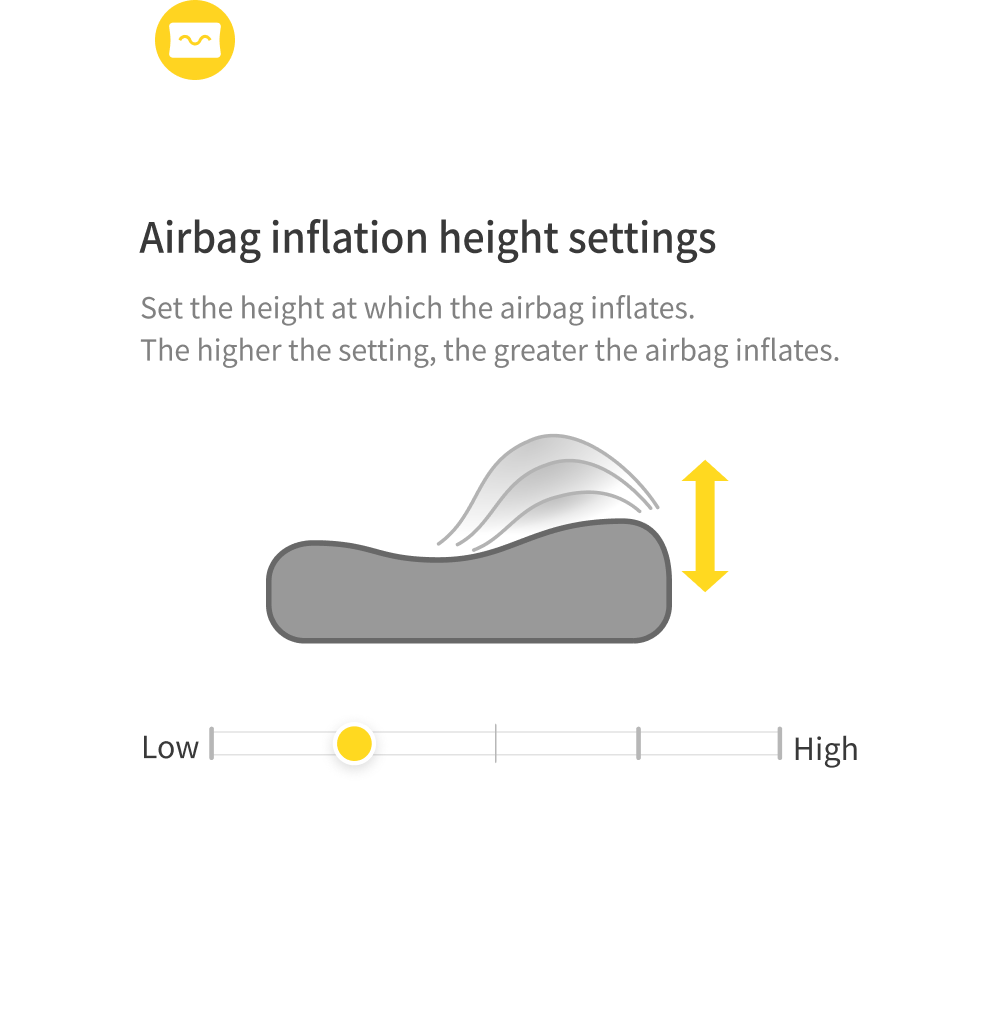 Airbag inflation height settings
Set the height at which the airbag inflates.
The higher the setting, the greater the airbag inflates.
Low
High